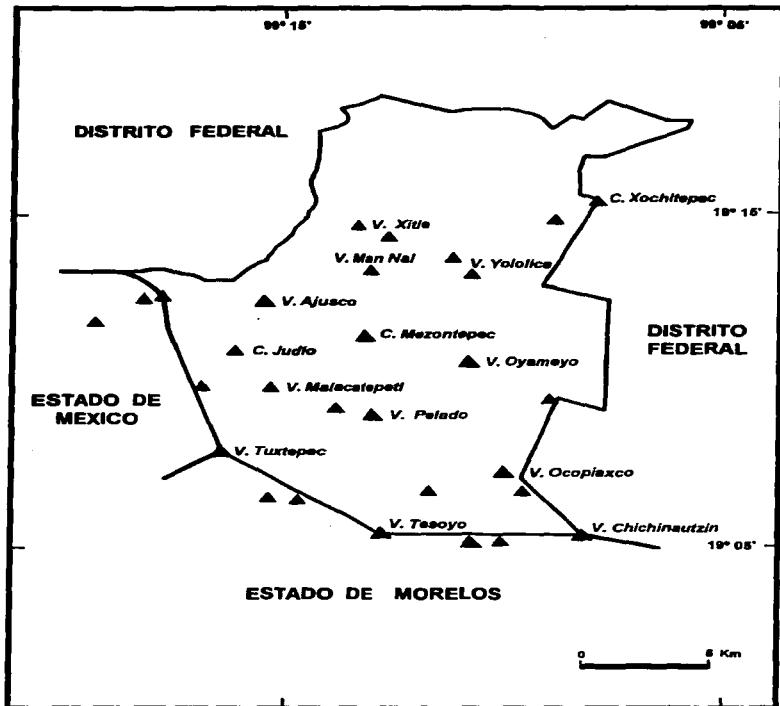 99° 15'
99° 05'
DISTRITO FEDERAL
C. Xochitepec
19° 15'
V. Xitle
V. Man Nal
V. Yololica
V. Ajusco
C. Mezontepec
DISTRITO
FEDERAL
C. Judío
V. Oyameyo
ESTADO DE
MEXICO
V. Malacatepetl
V. Pelado
V. Tuxtepec
V. Ocopiaxco
V. Tesoyo
V. Chichinautzin
19° 05'
ESTADO DE MORELOS
0 5 Km